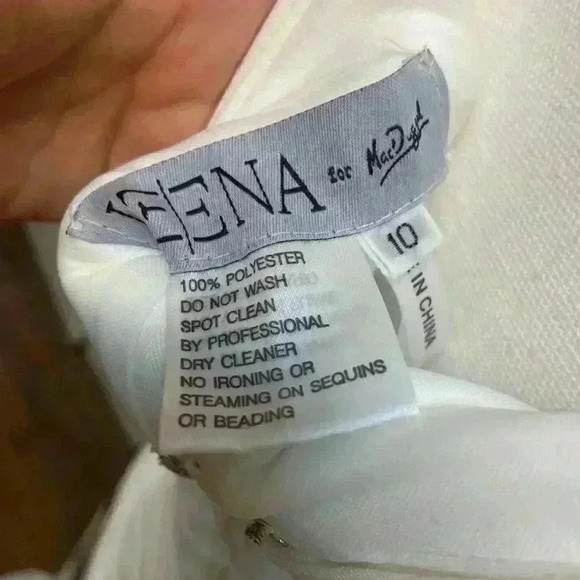 EENA for Mac Duggal
10
100% POLYESTER
DO NOT WASH
SPOT CLEAN
BY PROFESSIONAL
DRY CLEANER
NO IRONING OR
STEAMING ON SEQUINS
OR BEADING
IN CHINA